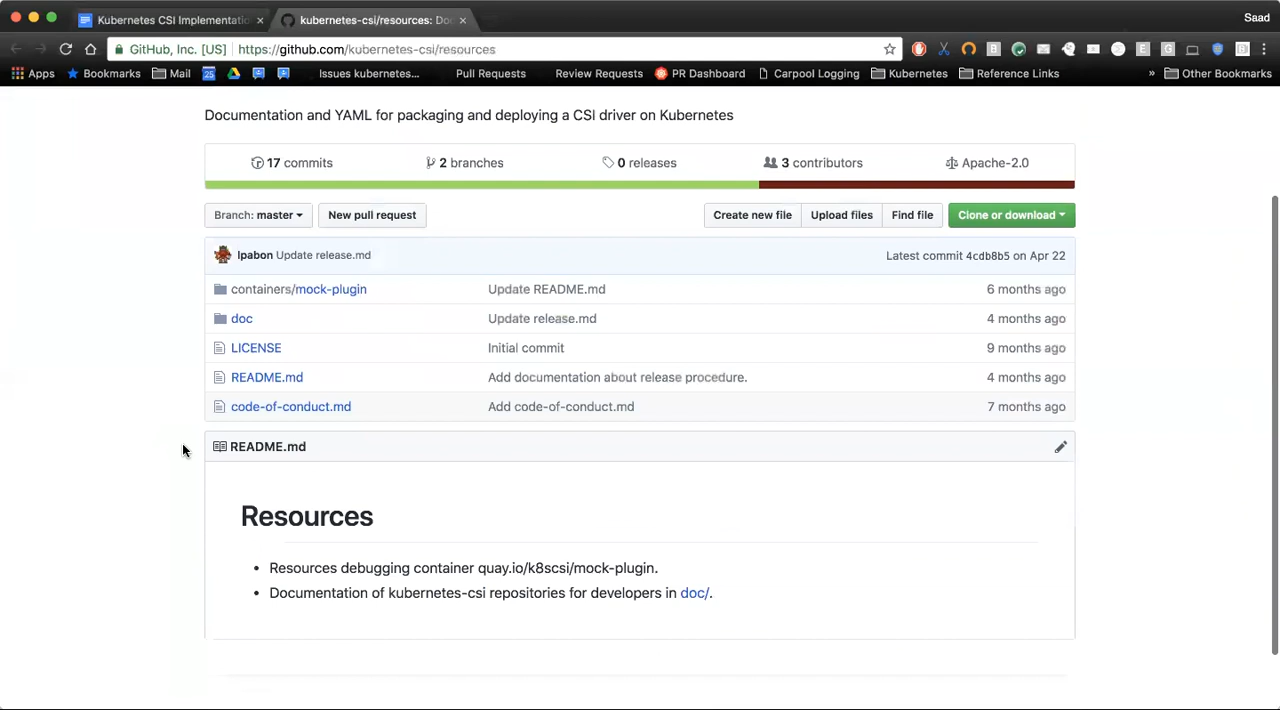 Kubernetes CSI Implementatio
kubernetes-csi/resources: Doc
Saad
GitHub, Inc. [US]
https://github.com/kubernetes-csi/resources
Apps
Bookmarks
Mail
Issues kubernetes...
Pull Requests
Review Requests
PR Dashboard
Carpool Logging
Kubernetes
Reference Links
»
Other Bookmarks
Documentation and YAML for packaging and deploying a CSI driver on Kubernetes
17 commits
2 branches
0 releases
3 contributors
Apache-2.0
Branch: master
New pull request
Create new file
Upload files
Find file
Clone or download
lpabon Update release.md
Latest commit 4cdb8b5 on Apr 22
containers/mock-plugin
Update README.md
6 months ago
doc
Update release.md
4 months ago
LICENSE
Initial commit
9 months ago
README.md
Add documentation about release procedure.
4 months ago
code-of-conduct.md
Add code-of-conduct.md
7 months ago
README.md
Resources
• Resources debugging container quay.io/k8scsi/mock-plugin.
• Documentation of kubernetes-csi repositories for developers in doc/.